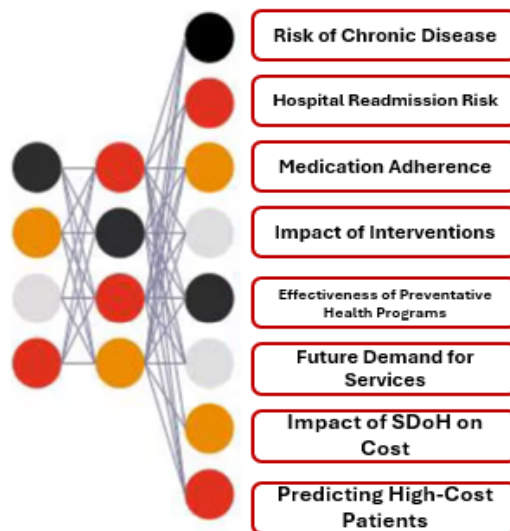 Risk of Chronic Disease
Hospital Readmission Risk
Medication Adherence
Impact of Interventions
Effectiveness of Preventative
Health Programs
Future Demand for
Services
Impact of SDoH on
Cost
Predicting High-Cost
Patients